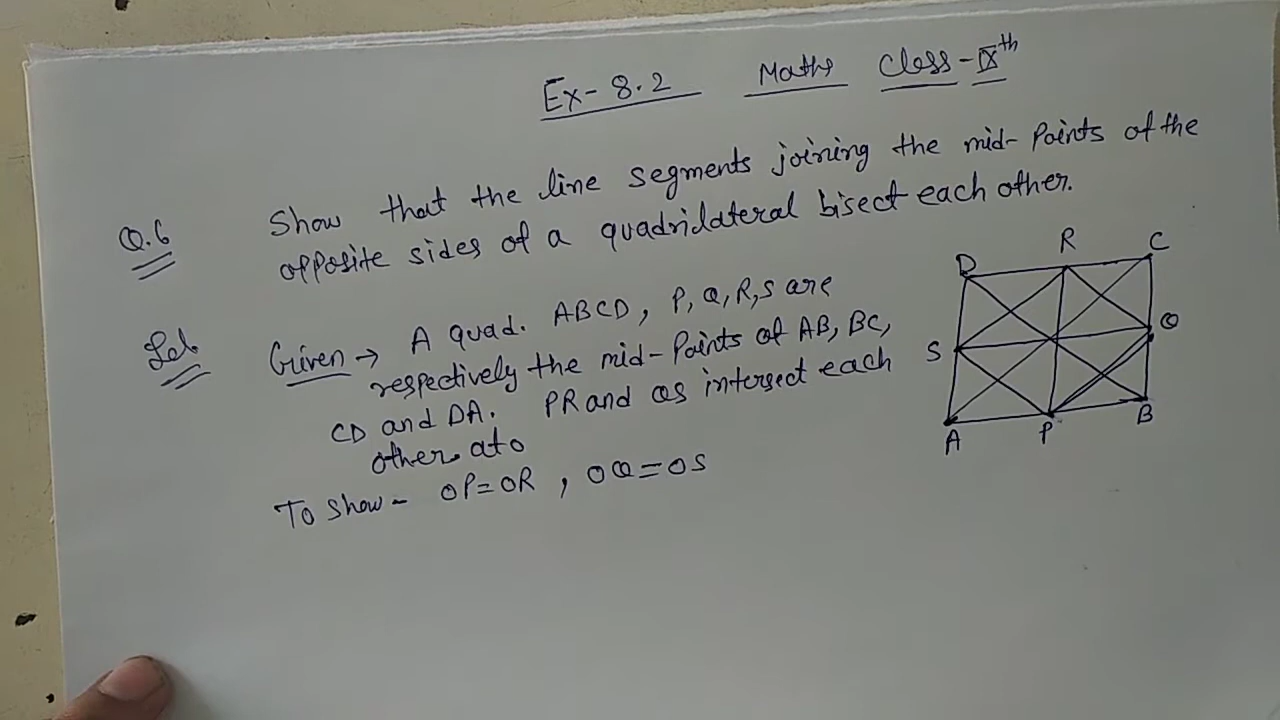 Ex- 8.2 Maths Class - IXth
Q.6 Show that the line segments joining the mid-Points of the
opposite sides of a quadrilateral bisect each other.
Sol. Given → A quad. ABCD, P, Q, R, S are
respectively the mid-Points of AB, BC,
CD and DA. PR and QS intersect each
other at O
To Show - OP=OR, OQ=OS
D R C
S Q
A P B